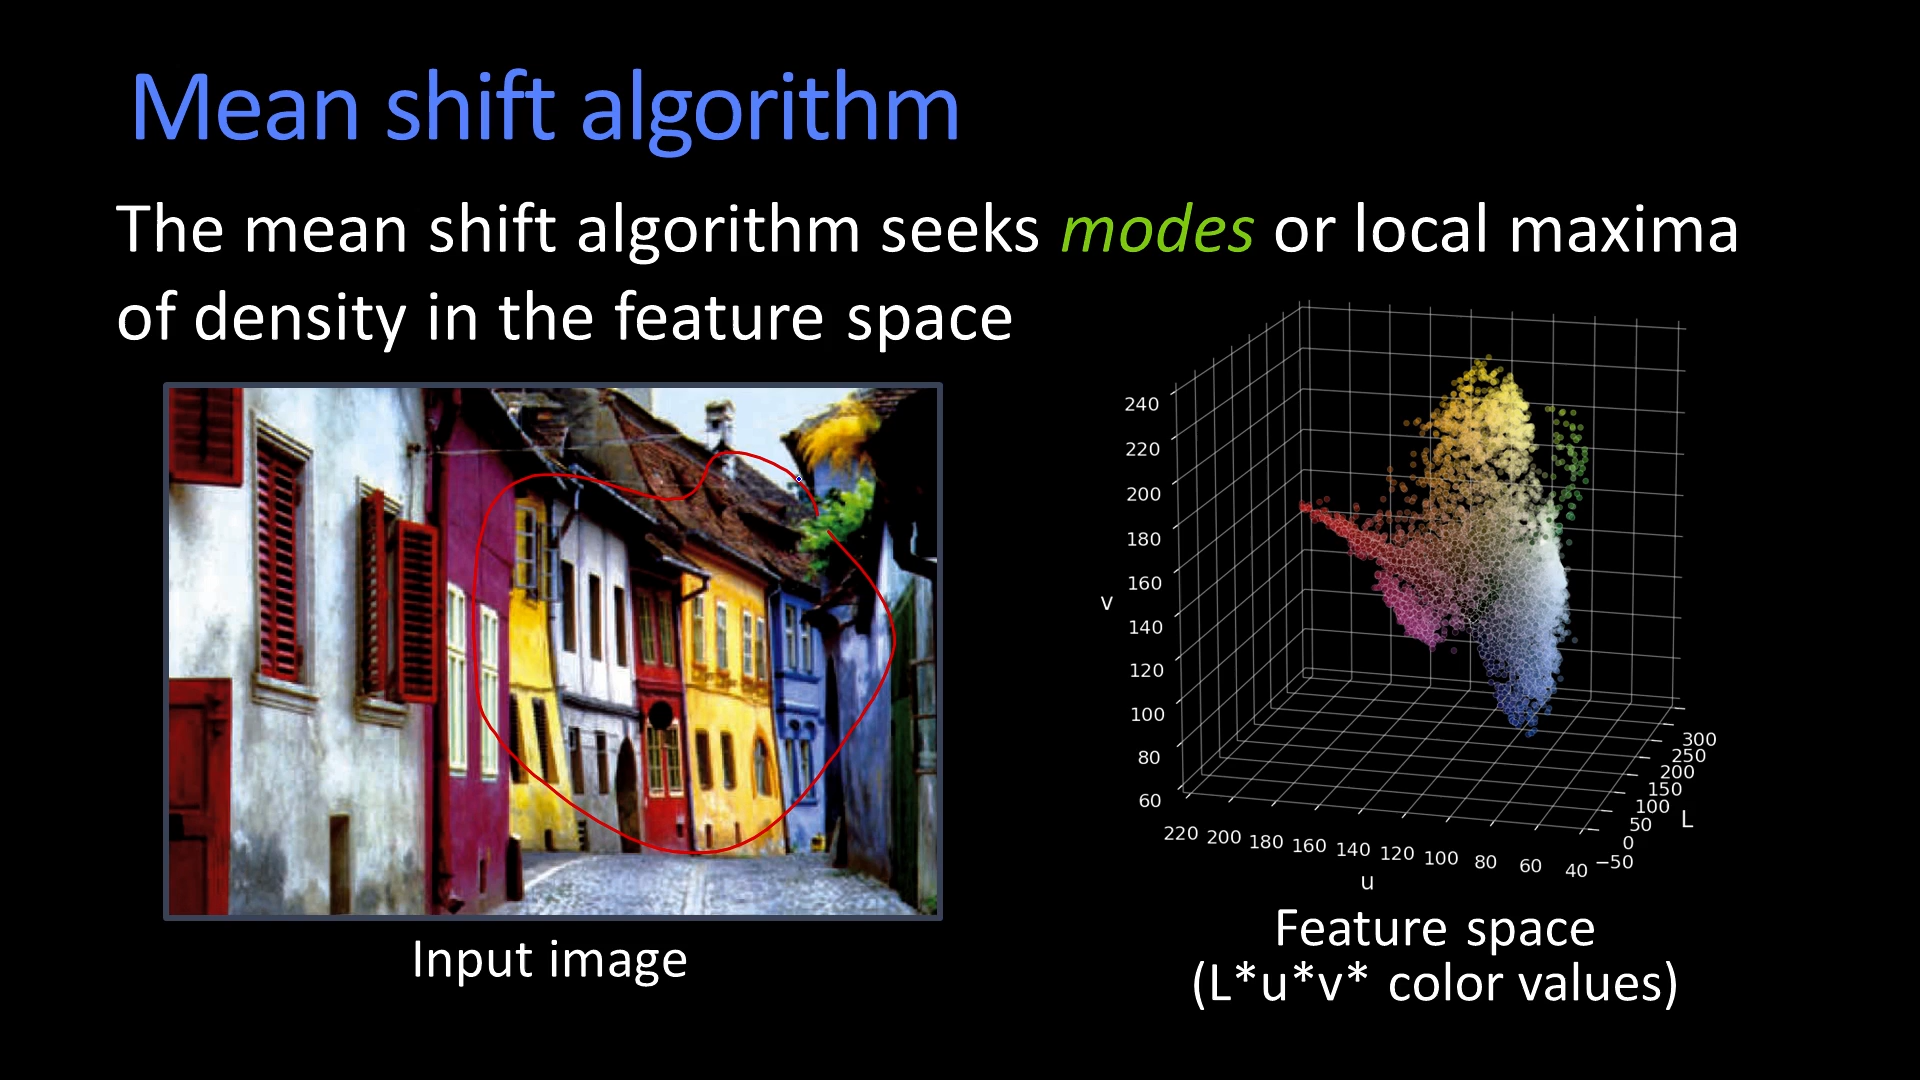 Mean shift algorithm
The mean shift algorithm seeks modes or local maxima
of density in the feature space
240
220
200
180
160
v
140
120
100
80
60
220 200 180 160 140 120 100 80 60 40
u
300
250
200
150
100
50
0
−50
L
Input image
Feature space
(L*u*v* color values)